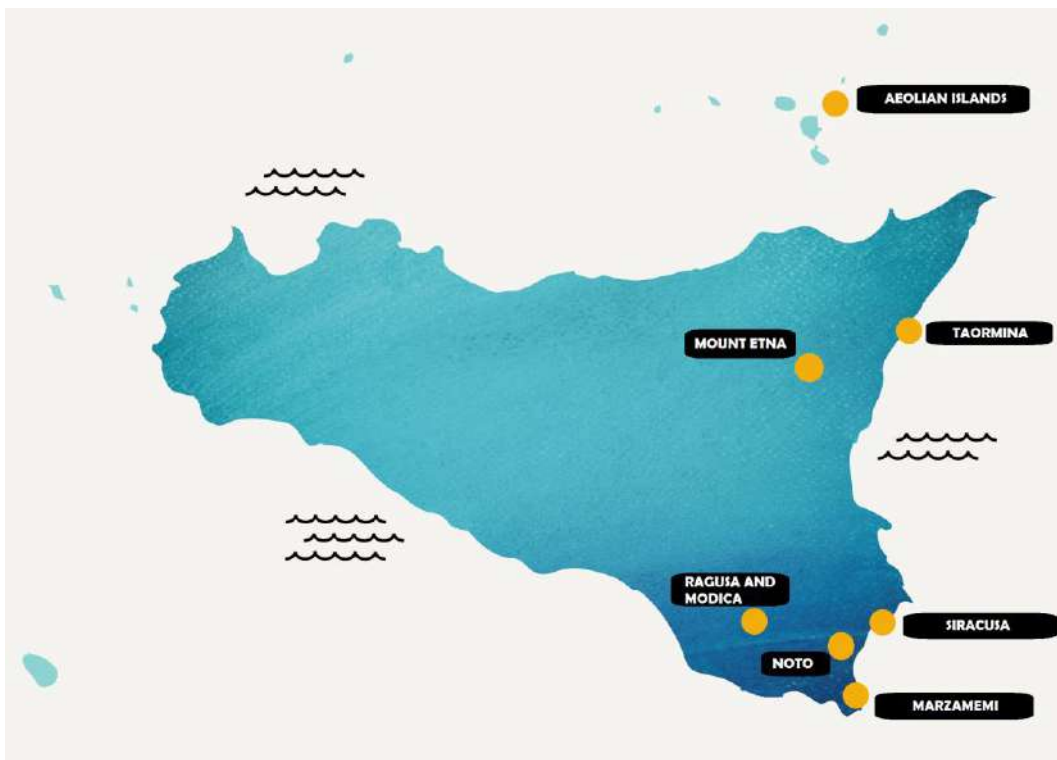 AEOLIAN ISLANDS
TAORMINA
MOUNT ETNA
RAGUSA AND
MODICA
SIRACUSA
NOTO
MARZAMEMI